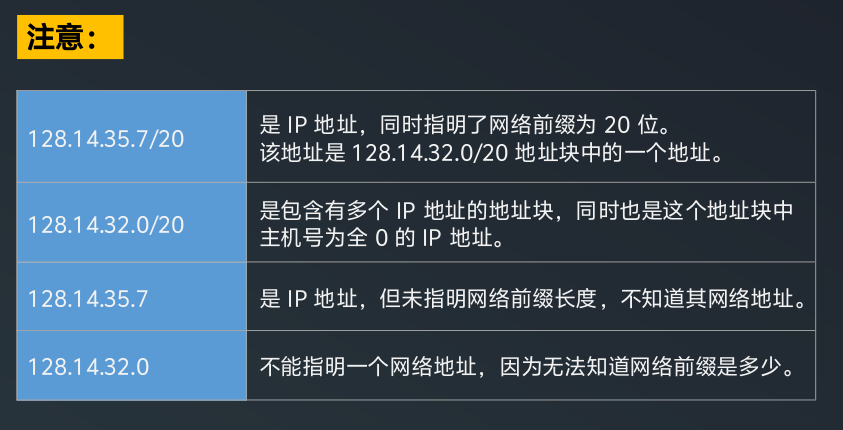 注意：
128.14.35.7/20
是 IP 地址，同时指明了网络前缀为 20 位。
该地址是 128.14.32.0/20 地址块中的一个地址。
128.14.32.0/20
是包含有多个 IP 地址的地址块，同时也是这个地址块中
主机号为全 0 的 IP 地址。
128.14.35.7
是 IP 地址，但未指明网络前缀长度，不知道其网络地址。
128.14.32.0
不能指明一个网络地址，因为无法知道网络前缀是多少。